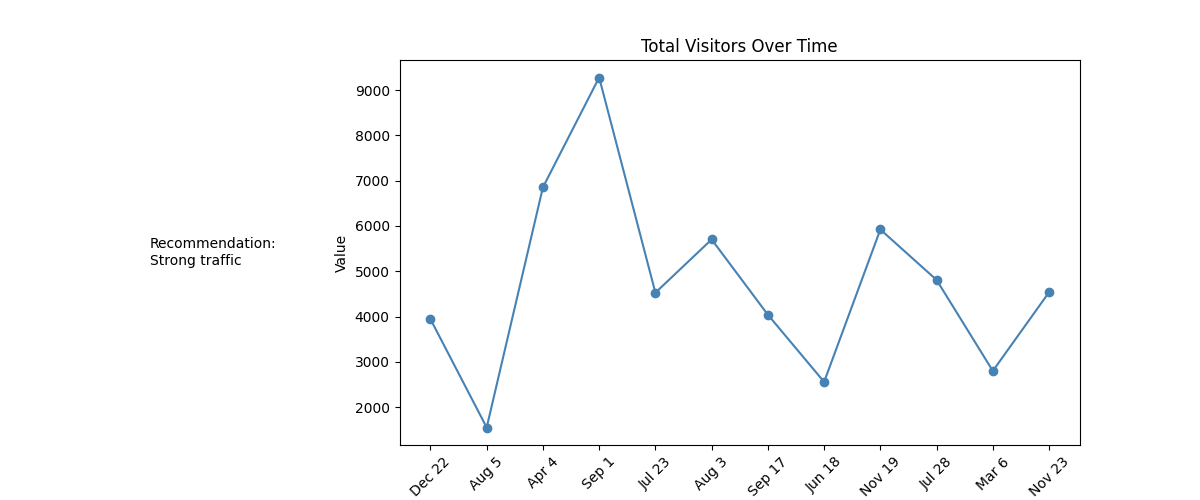 Total Visitors Over Time
Recommendation:
Strong traffic
Value
9000
8000
7000
6000
5000
4000
3000
2000
Dec 22
Aug 5
Apr 4
Sep 1
Jul 23
Aug 3
Sep 17
Jun 18
Nov 19
Jul 28
Mar 6
Nov 23